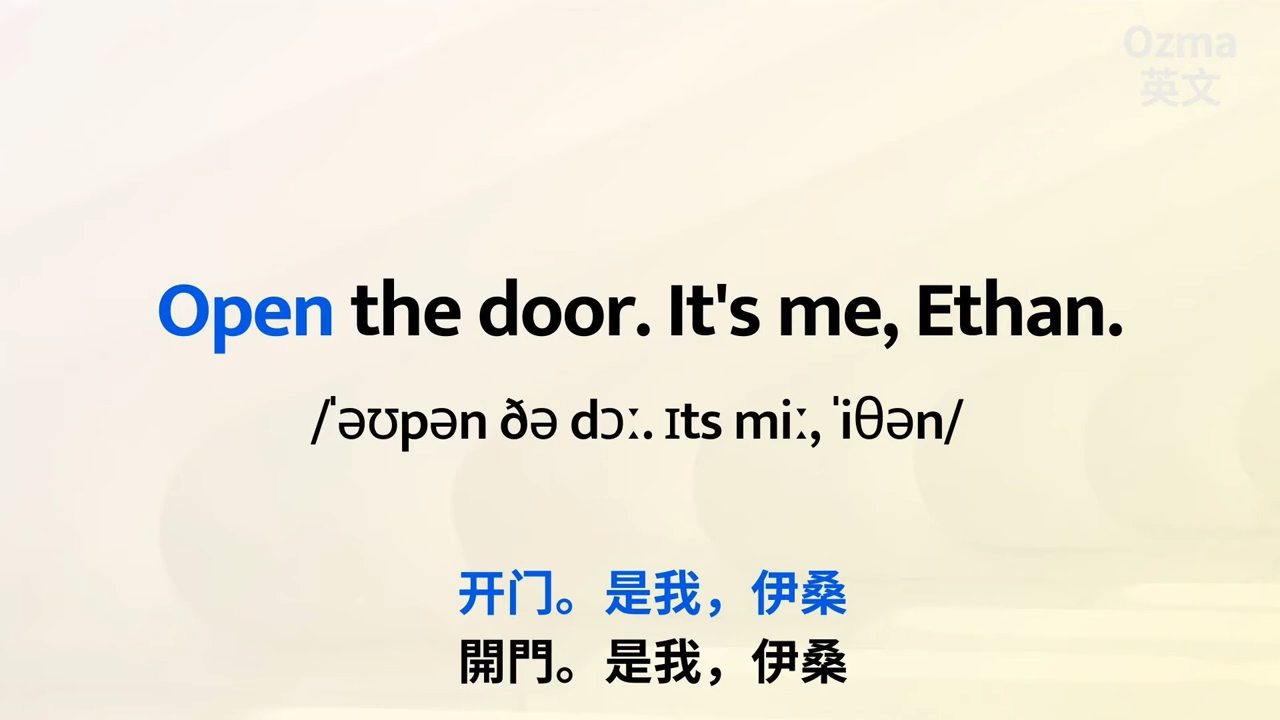 Ozma
英文
Open the door. It's me, Ethan.
/ˈəʊpən ðə dɔː. ɪts miː, ˈiθən/
开门。是我，伊桑
開門。是我，伊桑